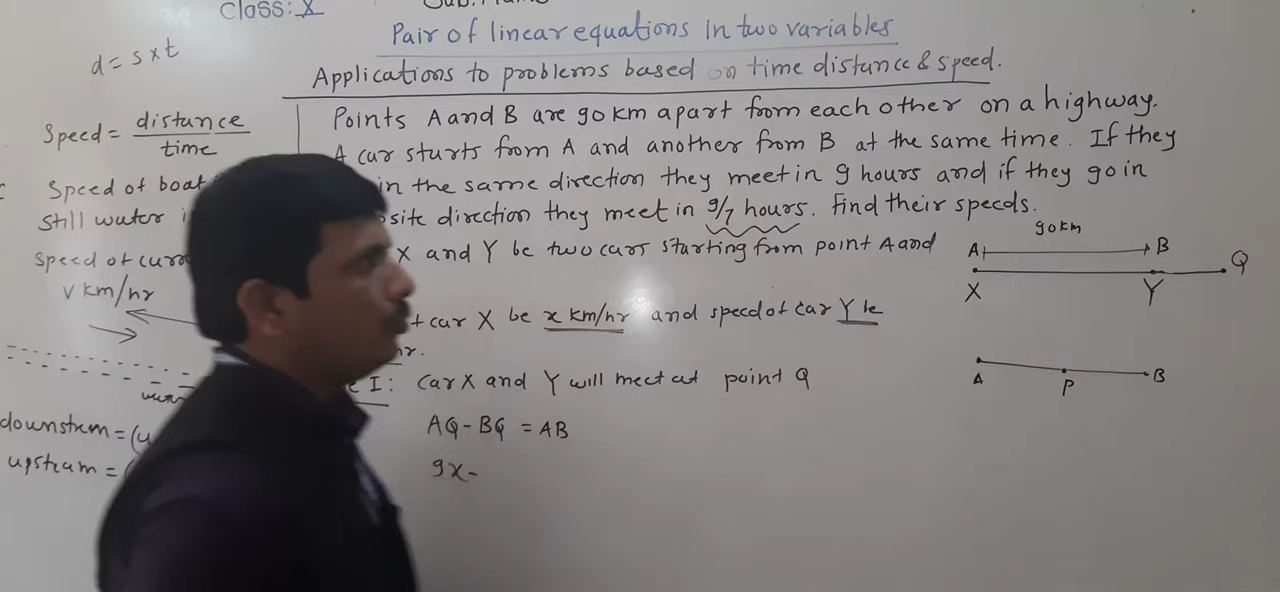 Class: X
Pair of linear equations In two variables
Applications to problems based on time distance & speed.
d = s x t
Speed = distance
time
Speed of boat
Still water i
Speed of curr
V km/hr
downstrem = (u
upstream = (
Points A and B are 90 km apart from each other on a highway.
A car sturts from A and another from B at the same time. If they
in the same direction they meet in 9 hours and if they go in
site direction they meet in 9/7 hours. Find their speeds.
X and Y be two cars starting from point A and
car X be x km/hr and speed of car Y be
hr.
I: Car X and Y will meet at point Q
AQ - BQ = AB
9x -
90km
A B Q
X Y
A P B